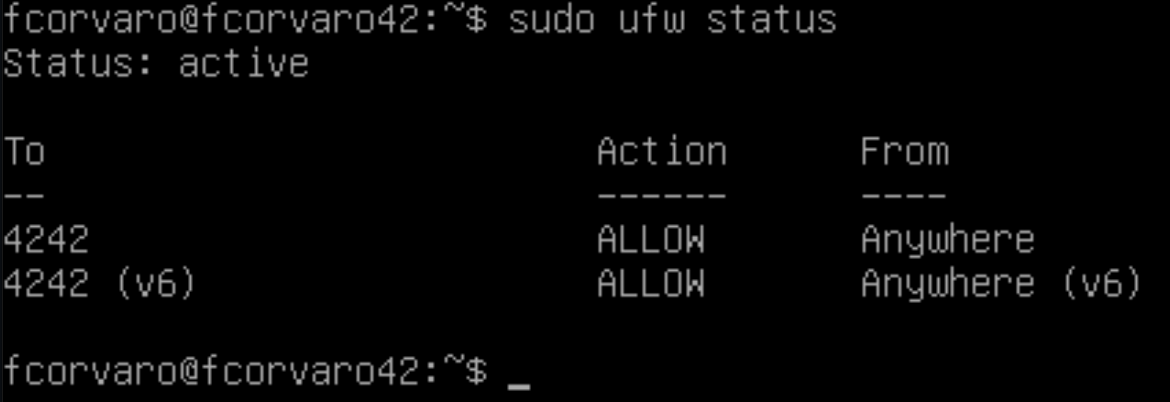 fcorvaro@fcorvaro42:~$ sudo ufw status
Status: active
To Action From
-- ------ ----
4242 ALLOW Anywhere
4242 (v6) ALLOW Anywhere (v6)
fcorvaro@fcorvaro42:~$ _